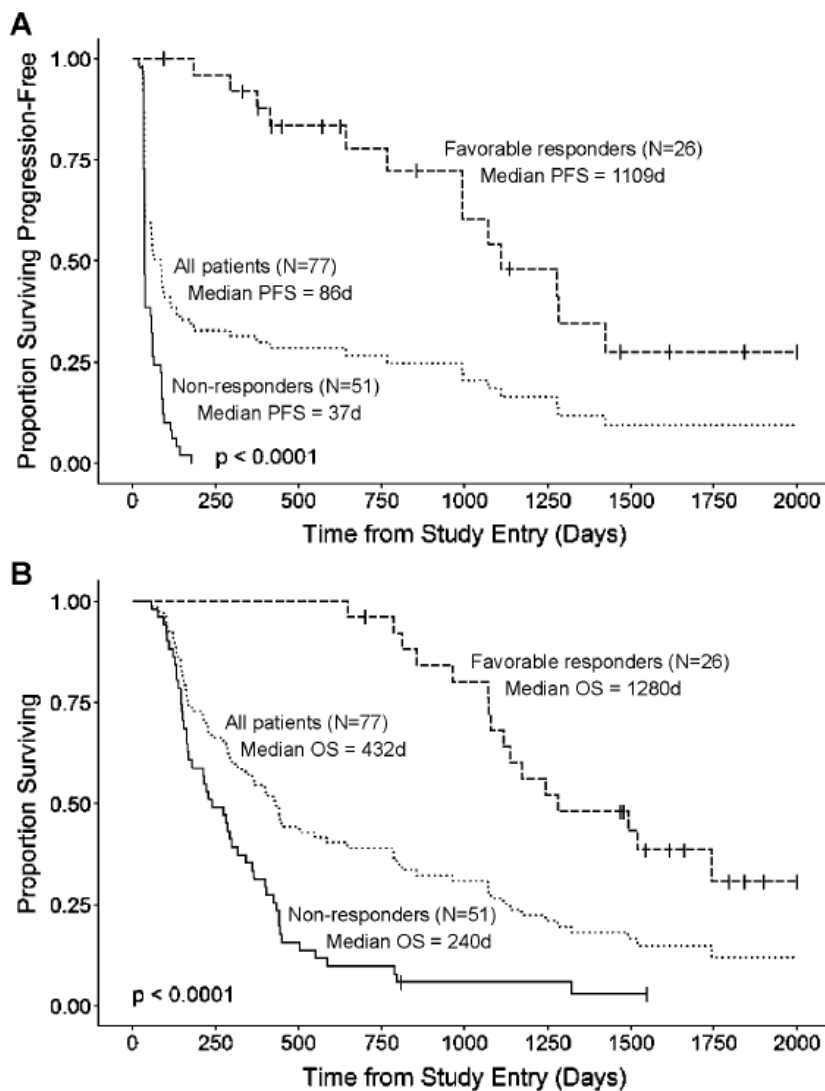 A
Proportion Surviving Progression-Free
1.00
0.75
0.50
0.25
0.00
Favorable responders (N=26)
Median PFS = 1109d
All patients (N=77)
Median PFS = 86d
Non-responders (N=51)
Median PFS = 37d
p < 0.0001
0 250 500 750 1000 1250 1500 1750 2000
Time from Study Entry (Days)
B
Proportion Surviving
1.00
0.75
0.50
0.25
0.00
Favorable responders (N=26)
Median OS = 1280d
All patients (N=77)
Median OS = 432d
Non-responders (N=51)
Median OS = 240d
p < 0.0001
0 250 500 750 1000 1250 1500 1750 2000
Time from Study Entry (Days)